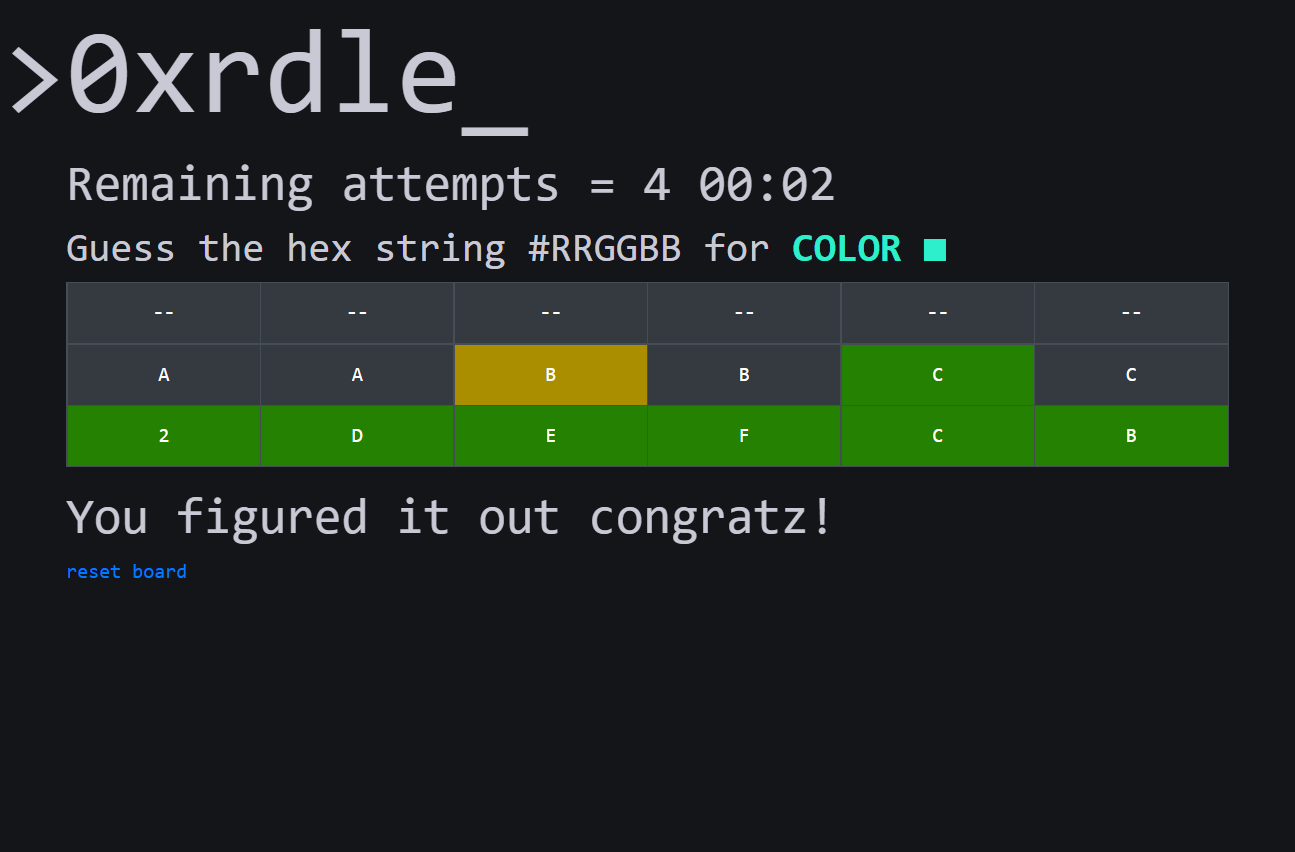 >0xrdle_
Remaining attempts = 4 00:02
Guess the hex string #RRGGBB for COLOR ■
-- -- -- -- -- --
A A B B C C
2 D E F C B
You figured it out congratz!
reset board